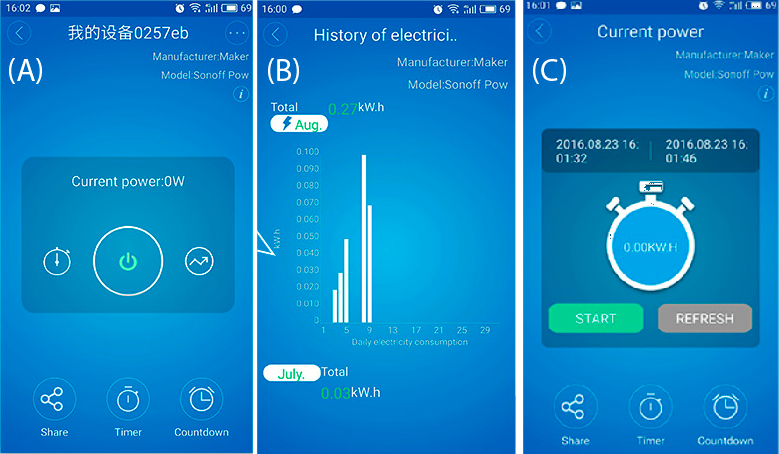 16:02
69
我的设备0257eb
Manufacturer:Maker
(A)
Model:Sonoff Pow
i
Current power:0W
Share
Timer
Countdown
16:00
69
History of electrici..
Manufacturer:Maker
(B)
Model:Sonoff Pow
Total
0.27kW.h
Aug.
0.100
0.090
0.080
0.070
0.060
0.050
0.040
0.030
0.020
0.010
0
kW.h
1 5 9 13 17 21 25 29
Daily electricity consumption
July.
Total
0.03kW.h
16:01
69
Current power
Manufacturer:Maker
(C)
Model:Sonoff Pow
i
2016.08.23 16:
01:32
2016.08.23 16:
01:46
0.00KW.H
START
REFRESH
Share
Timer
Countdown